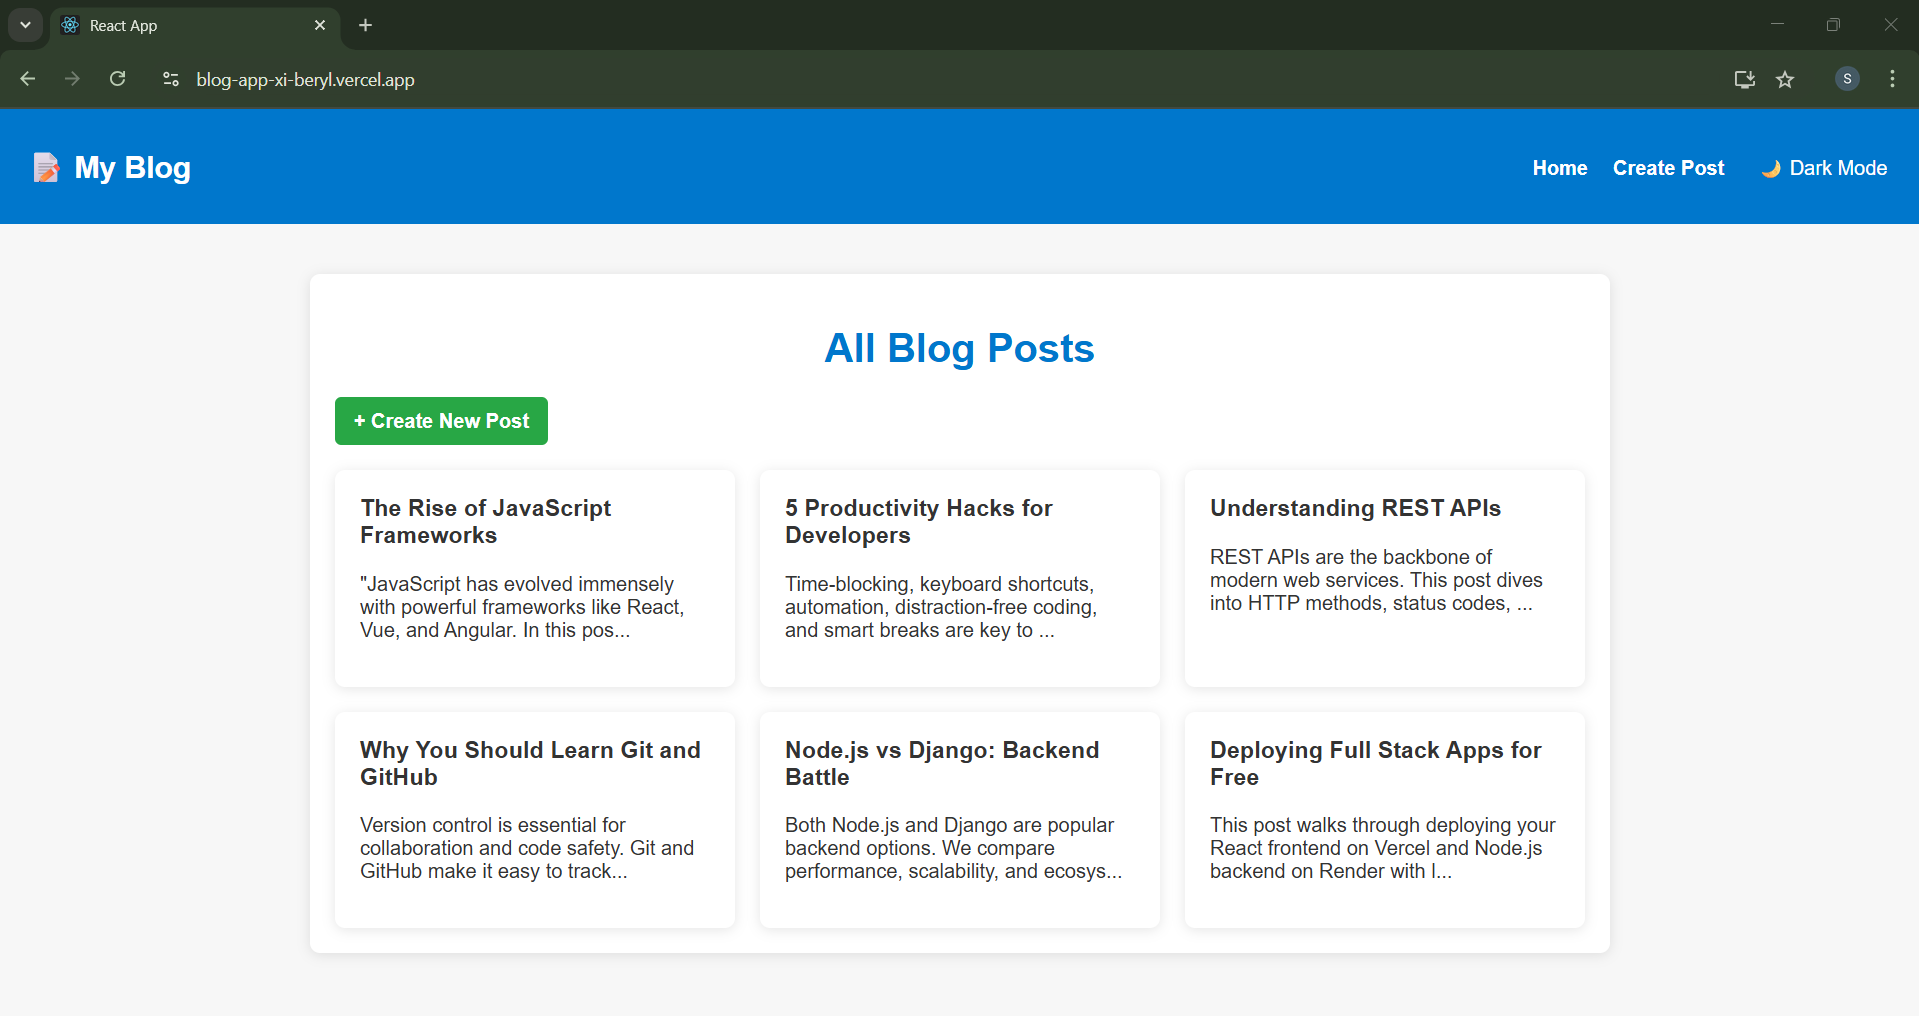 React App
blog-app-xi-beryl.vercel.app
S
My Blog
Home Create Post Dark Mode
All Blog Posts
+ Create New Post
The Rise of JavaScript
Frameworks
"JavaScript has evolved immensely
with powerful frameworks like React,
Vue, and Angular. In this pos...
5 Productivity Hacks for
Developers
Time-blocking, keyboard shortcuts,
automation, distraction-free coding,
and smart breaks are key to ...
Understanding REST APIs
REST APIs are the backbone of
modern web services. This post dives
into HTTP methods, status codes, ...
Why You Should Learn Git and
GitHub
Version control is essential for
collaboration and code safety. Git and
GitHub make it easy to track...
Node.js vs Django: Backend
Battle
Both Node.js and Django are popular
backend options. We compare
performance, scalability, and ecosys...
Deploying Full Stack Apps for
Free
This post walks through deploying your
React frontend on Vercel and Node.js
backend on Render with l...